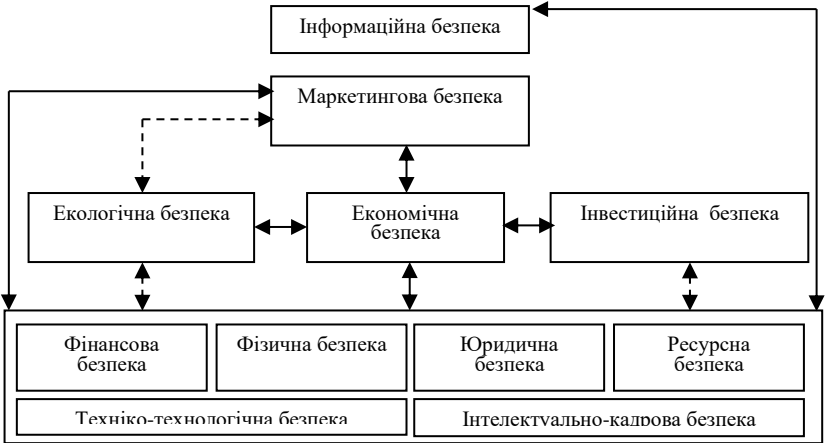 Інформаційна безпека
Маркетингова безпека
Екологічна безпека
Економічна
безпека
Інвестиційна безпека
Фінансова
безпека
Фізична безпека
Юридична
безпека
Ресурсна
безпека
Техніко-технологічна безпека
Інтелектуально-кадрова безпека